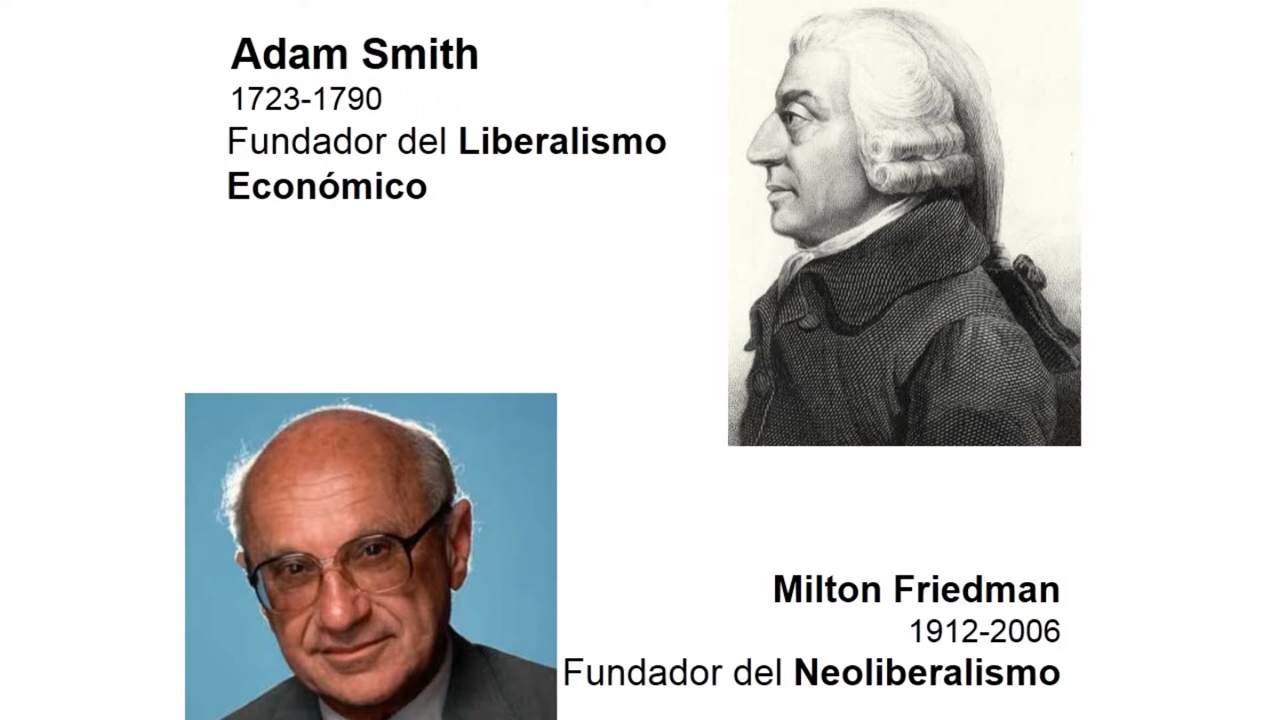 Adam Smith
1723-1790
Fundador del Liberalismo
Económico
Milton Friedman
1912-2006
Fundador del Neoliberalismo